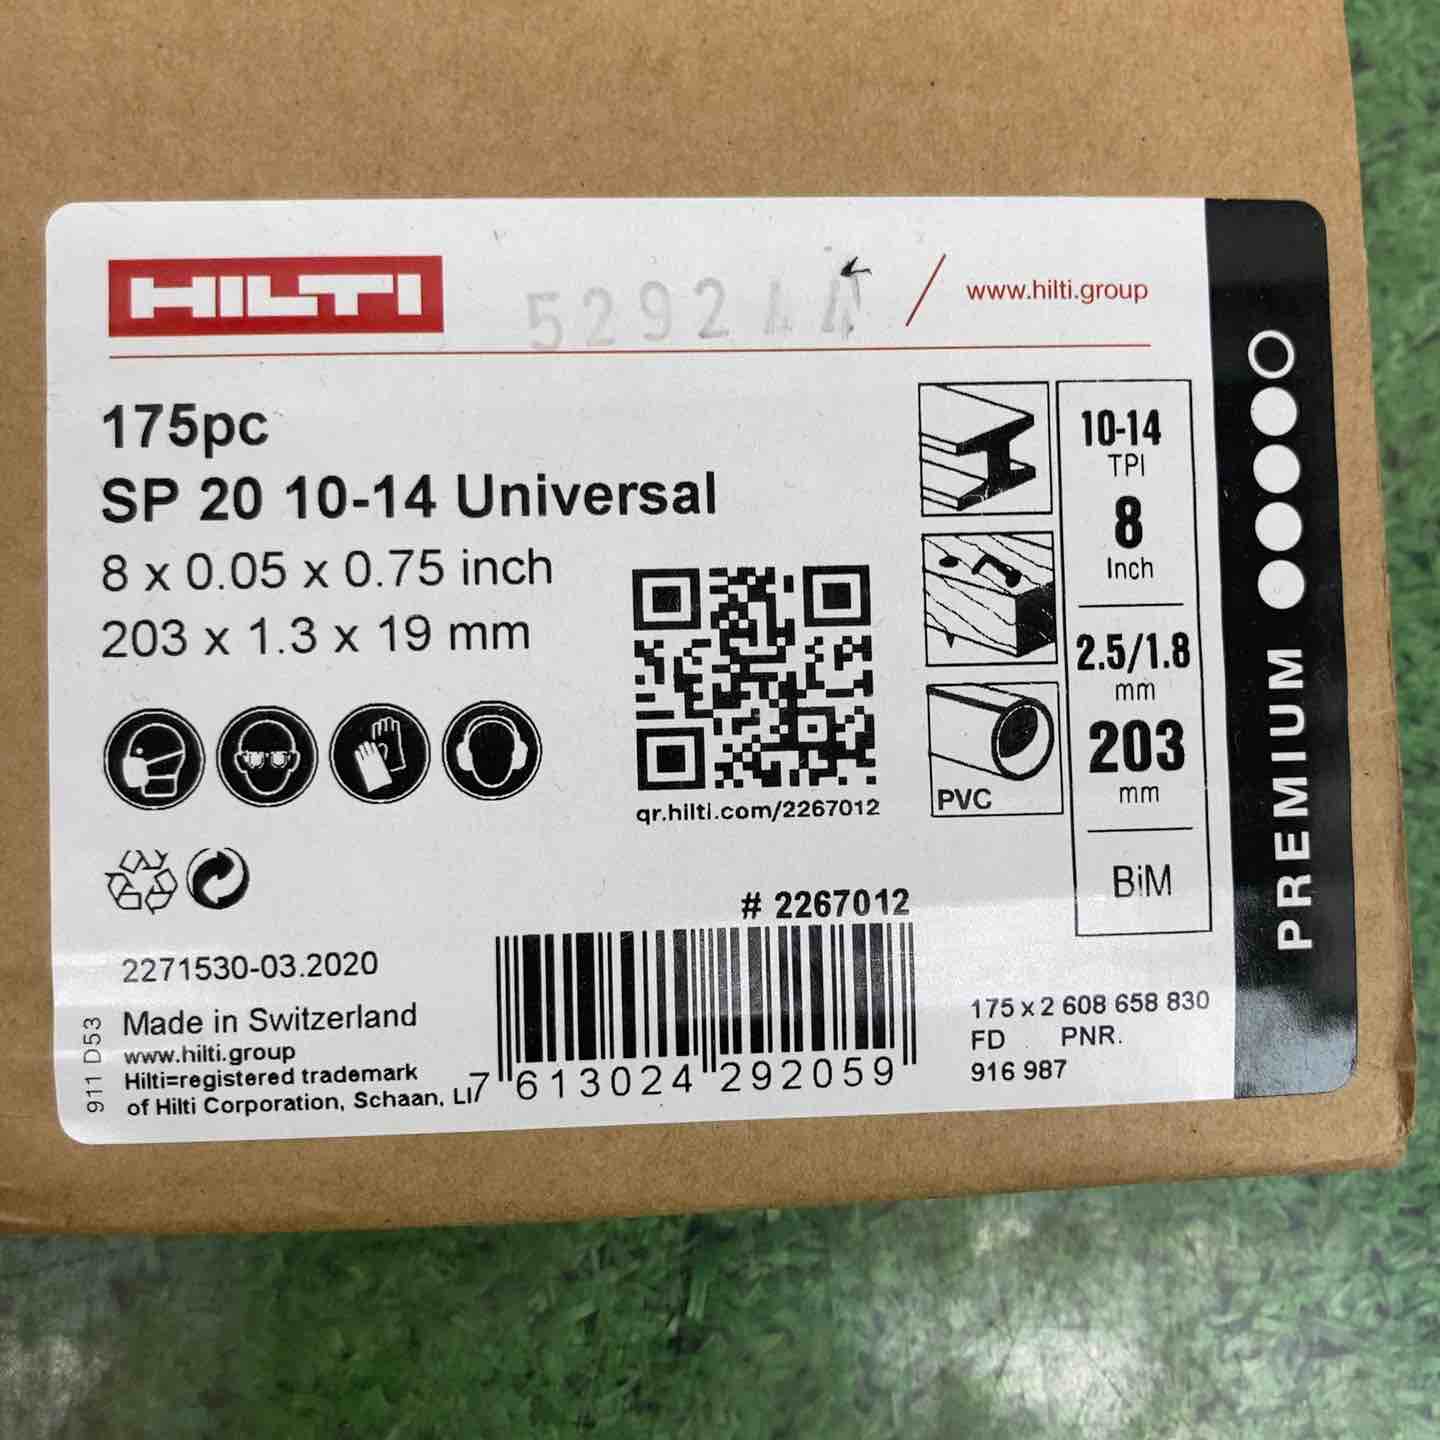 HILTI
529244
www.hilti.group
175pc
SP 20 10-14 Universal
8 x 0.05 x 0.75 inch
203 x 1.3 x 19 mm
qr.hilti.com/2267012
PVC
10-14
TPI
8
Inch
2.5/1.8
mm
203
mm
BiM
PREMIUM
# 2267012
2271530-03.2020
Made in Switzerland
www.hilti.group
Hilti=registered trademark
of Hilti Corporation, Schaan, LI
911 D53
7 613024 292059
175 x 2 608 658 830
FD PNR.
916 987